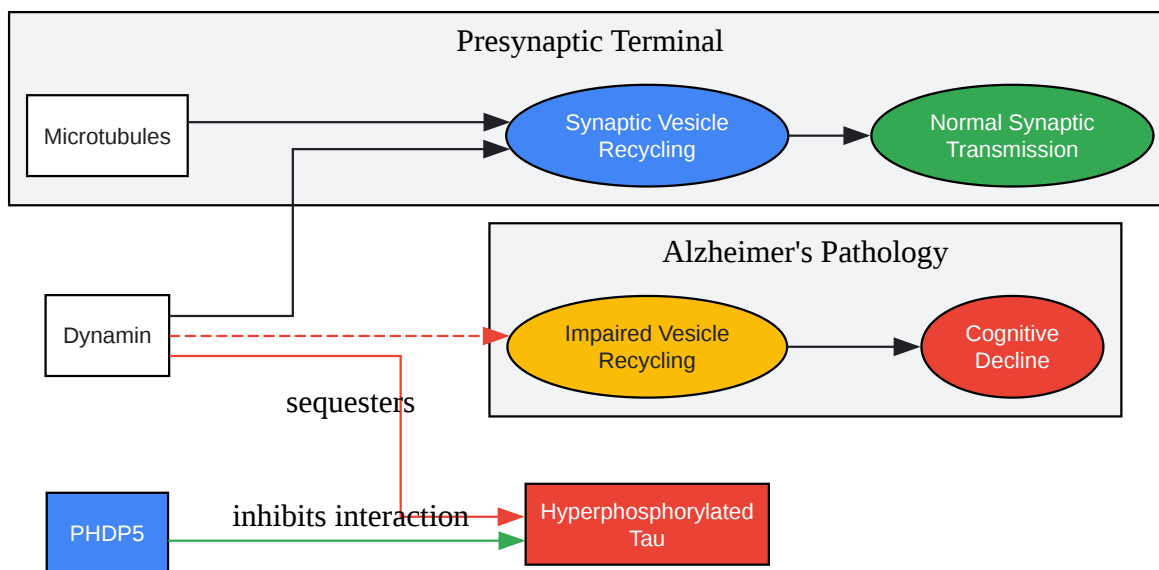 Presynaptic Terminal
Microtubules
Synaptic Vesicle
Recycling
Normal Synaptic
Transmission
Alzheimer's Pathology
Dynamin
Impaired Vesicle
Recycling
Cognitive
Decline
sequesters
PHDP5
inhibits interaction
Hyperphosphorylated
Tau